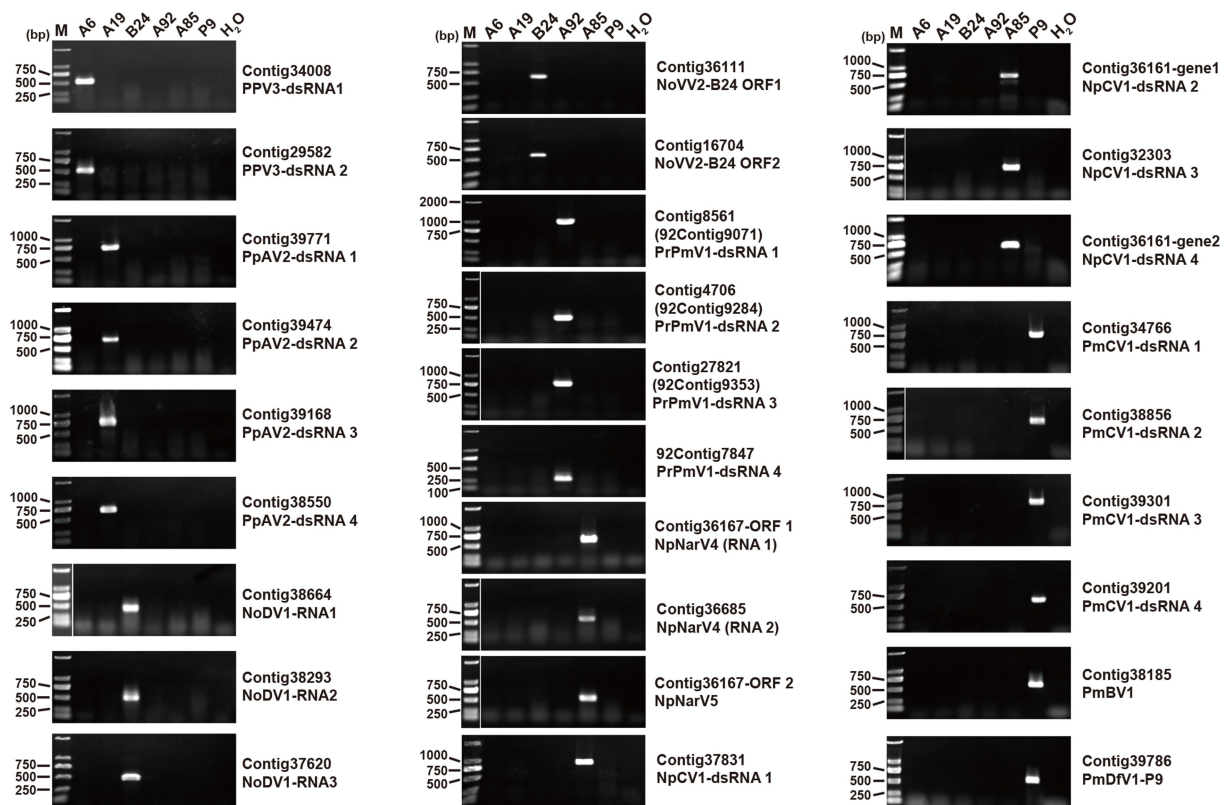 (bp) M A6 A19 B24 A92 A85 P9 H2O
750
500
250
Contig34008
PPV3-dsRNA1
750
500
250
Contig29582
PPV3-dsRNA 2
1000
750
500
Contig39771
PpAV2-dsRNA 1
1000
750
500
Contig39474
PpAV2-dsRNA 2
1000
750
500
Contig39168
PpAV2-dsRNA 3
1000
750
500
Contig38550
PpAV2-dsRNA 4
750
500
250
Contig38664
NoDV1-RNA1
750
500
250
Contig38293
NoDV1-RNA2
750
500
250
Contig37620
NoDV1-RNA3
(bp) M A6 A19 B24 A92 A85 P9 H2O
750
500
Contig36111
NoVV2-B24 ORF1
750
500
Contig16704
NoVV2-B24 ORF2
2000
1000
750
Contig8561
(92Contig9071)
PrPmV1-dsRNA 1
750
500
250
Contig4706
(92Contig9284)
PrPmV1-dsRNA 2
1000
750
500
Contig27821
(92Contig9353)
PrPmV1-dsRNA 3
500
250
100
92Contig7847
PrPmV1-dsRNA 4
1000
750
500
Contig36167-ORF 1
NpNarV4 (RNA 1)
750
500
250
Contig36685
NpNarV4 (RNA 2)
750
500
250
Contig36167-ORF 2
NpNarV5
1000
750
500
Contig37831
NpCV1-dsRNA 1
(bp) M A6 A19 B24 A92 A85 P9 H2O
1000
750
500
Contig36161-gene1
NpCV1-dsRNA 2
1000
750
500
Contig32303
NpCV1-dsRNA 3
1000
750
500
Contig36161-gene2
NpCV1-dsRNA 4
1000
750
500
Contig34766
PmCV1-dsRNA 1
1000
750
500
Contig38856
PmCV1-dsRNA 2
1000
750
500
Contig39301
PmCV1-dsRNA 3
750
500
Contig39201
PmCV1-dsRNA 4
750
500
250
Contig38185
PmBV1
750
500
250
Contig39786
PmDfV1-P9